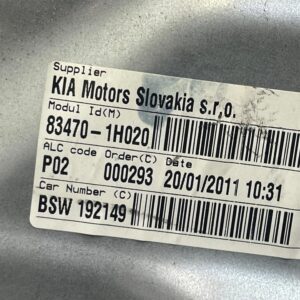 Supplier
KIA Motors Slovakia s.r.o.
Modul Id(M)
83470-1H020
ALC code Order(C) Date
P02 000293 20/01/2011 10:31
Car Number (C)
BSW 192149